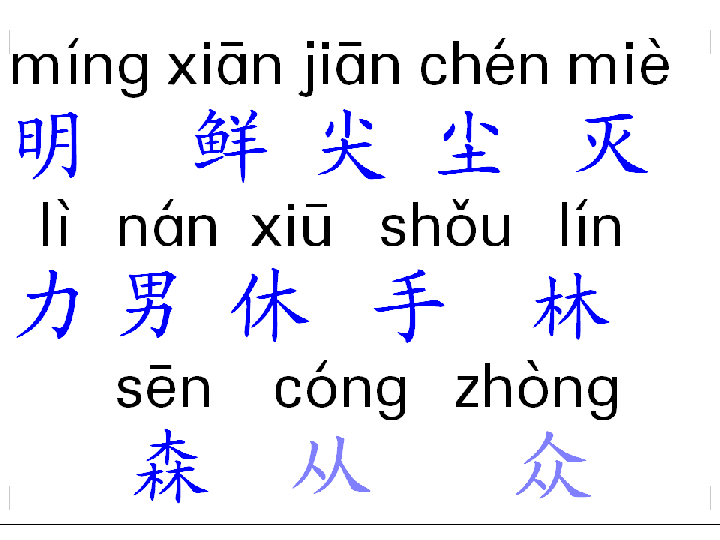 míng xiān jiān chén miè
明 鲜 尖 尘 灭
lì nán xiū shǒu lín
力 男 休 手 林
sēn cóng zhòng
森 从 众